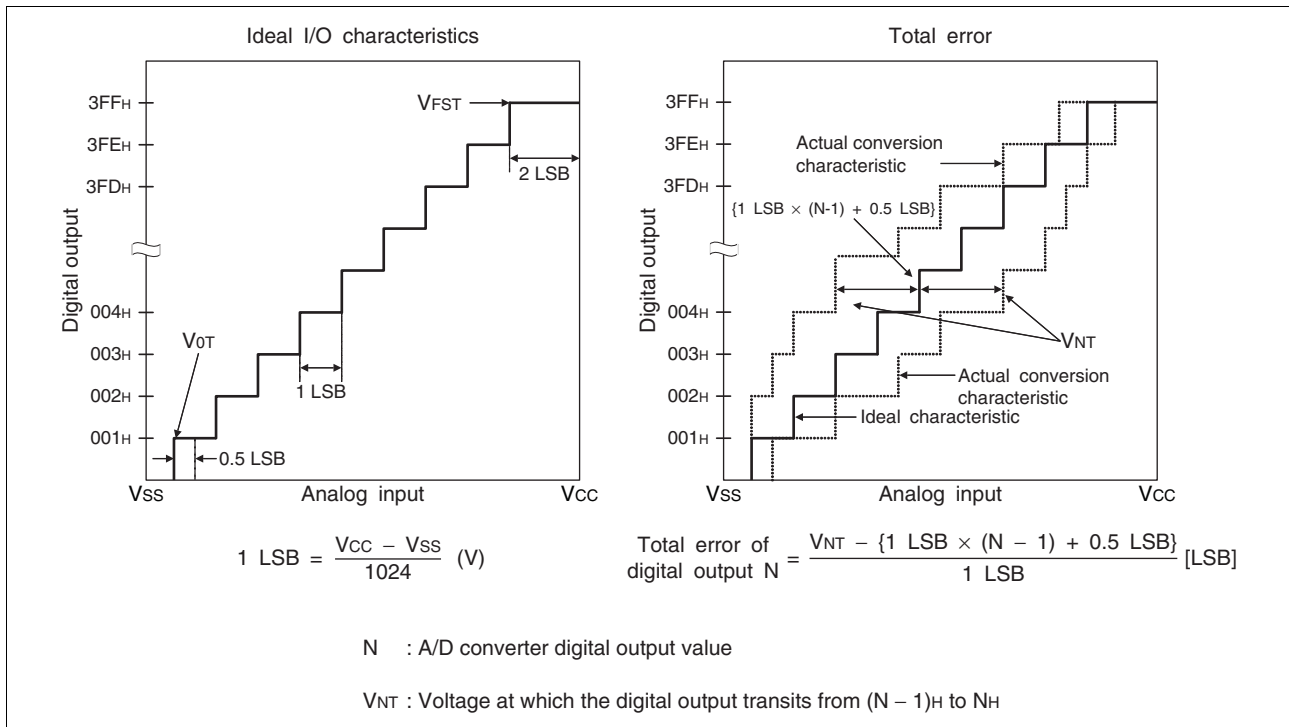 Ideal I/O characteristics
3FFH
3FEH
3FDH
004H
003H
002H
001H
Digital output
VFST
2 LSB
V0T
1 LSB
0.5 LSB
VSS
Analog input
VCC
1 LSB = VCC − VSS / 1024 (V)
Total error
3FFH
3FEH
3FDH
004H
003H
002H
001H
Digital output
Actual conversion
characteristic
{1 LSB × (N-1) + 0.5 LSB}
VNT
Actual conversion
characteristic
Ideal characteristic
VSS
Analog input
VCC
Total error of
digital output N = VNT − {1 LSB × (N − 1) + 0.5 LSB} / 1 LSB [LSB]
N : A/D converter digital output value
VNT : Voltage at which the digital output transits from (N − 1)H to NH